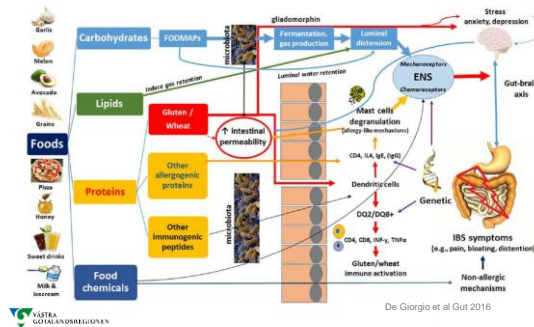 Garlic
Melon
Avocado
Grains
Foods
Pizza
Honey
Sweet drinks
Milk &
icecream
Carbohydrates
FODMAPs
microbiota
Fermentation,
gas production
Luminal
distension
gliadomorphin
Stress
anxiety, depression
Induce gas retention
Luminal water retention
Mechanoceptors
ENS
Chemoreceptors
Gut-brain
axis
Lipids
Proteins
Gluten /
Wheat
↑ intestinal
permeability
Other
allergogenic
proteins
Other
immunogenic
peptides
microbiota
Food
chemicals
Mast cells
degranulation
(allergy-like mechanisms)
CD4, IL4, IgE, (IgG)
Dendritic cells
DQ2/DQ8+
CD4, CD8, INF-γ, TNFα
Gluten/wheat
immune activation
Genetic
IBS symptoms
(e.g., pain, bloating, distention)
Non-allergic
mechanisms
De Giorgio et al Gut 2016
VÄSTRA
GÖTALANDSREGIONEN